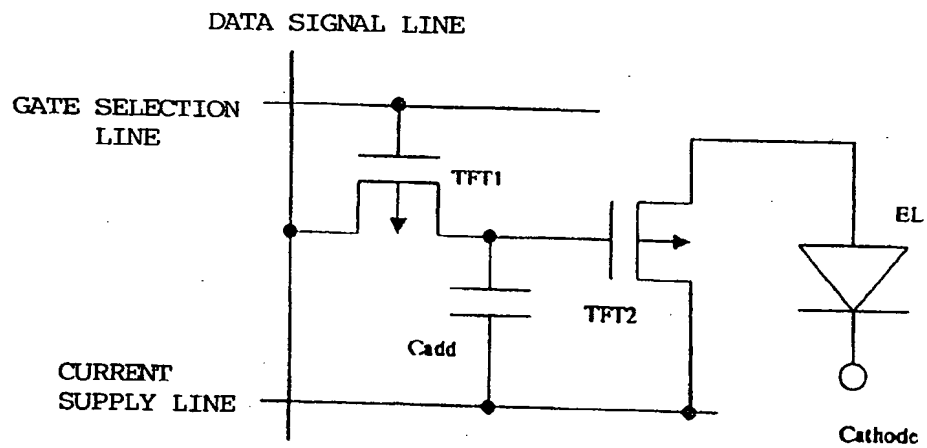 DATA SIGNAL LINE
GATE SELECTION
LINE
TFT1
EL
TFT2
Cadd
CURRENT
SUPPLY LINE
Cathode